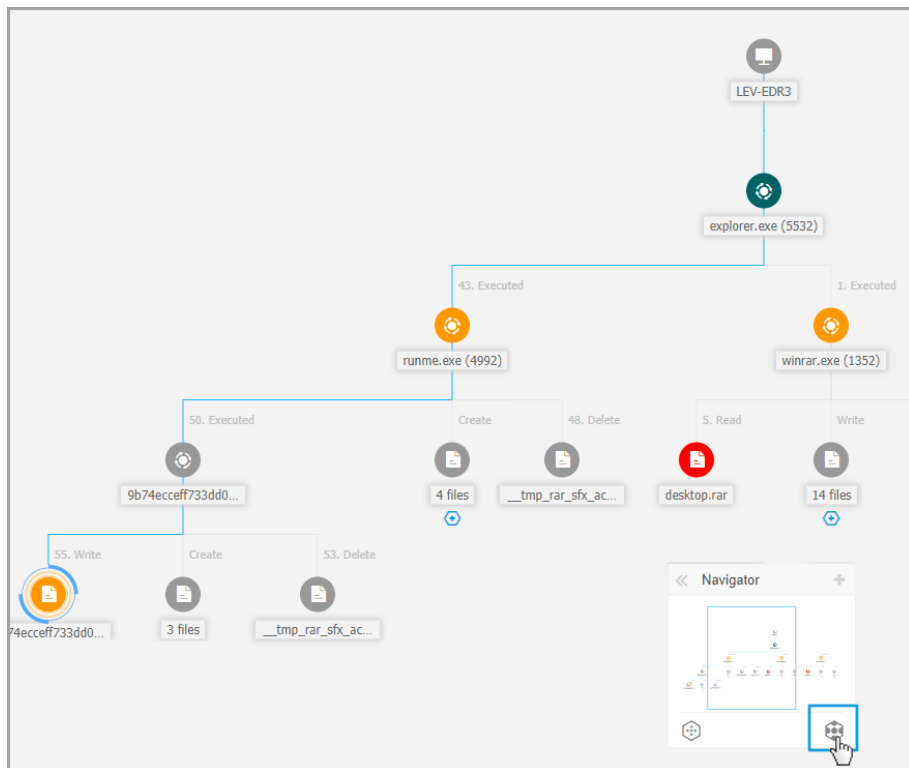 LEV-EDR3
explorer.exe (5532)
43. Executed
1. Executed
runme.exe (4992)
winrar.exe (1352)
50. Executed
Create
48. Delete
5. Read
Write
9b74ecceff733dd0...
4 files
__tmp_rar_sfx_ac...
desktop.rar
14 files
55. Write
Create
53. Delete
74ecceff733dd0...
3 files
__tmp_rar_sfx_ac...
Navigator